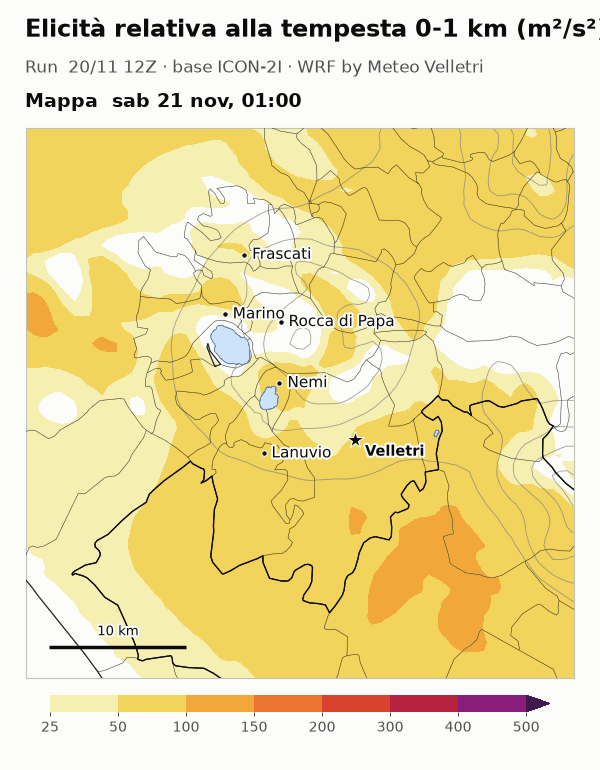 Elicità relativa alla tempesta 0-1 km (m²/s²)
Run 20/11 12Z · base ICON-2I · WRF by Meteo Velletri
Mappa sab 21 nov, 01:00
Frascati
Marino
Rocca di Papa
Nemi
Velletri
Lanuvio
10 km
25 50 100 150 200 300 400 500